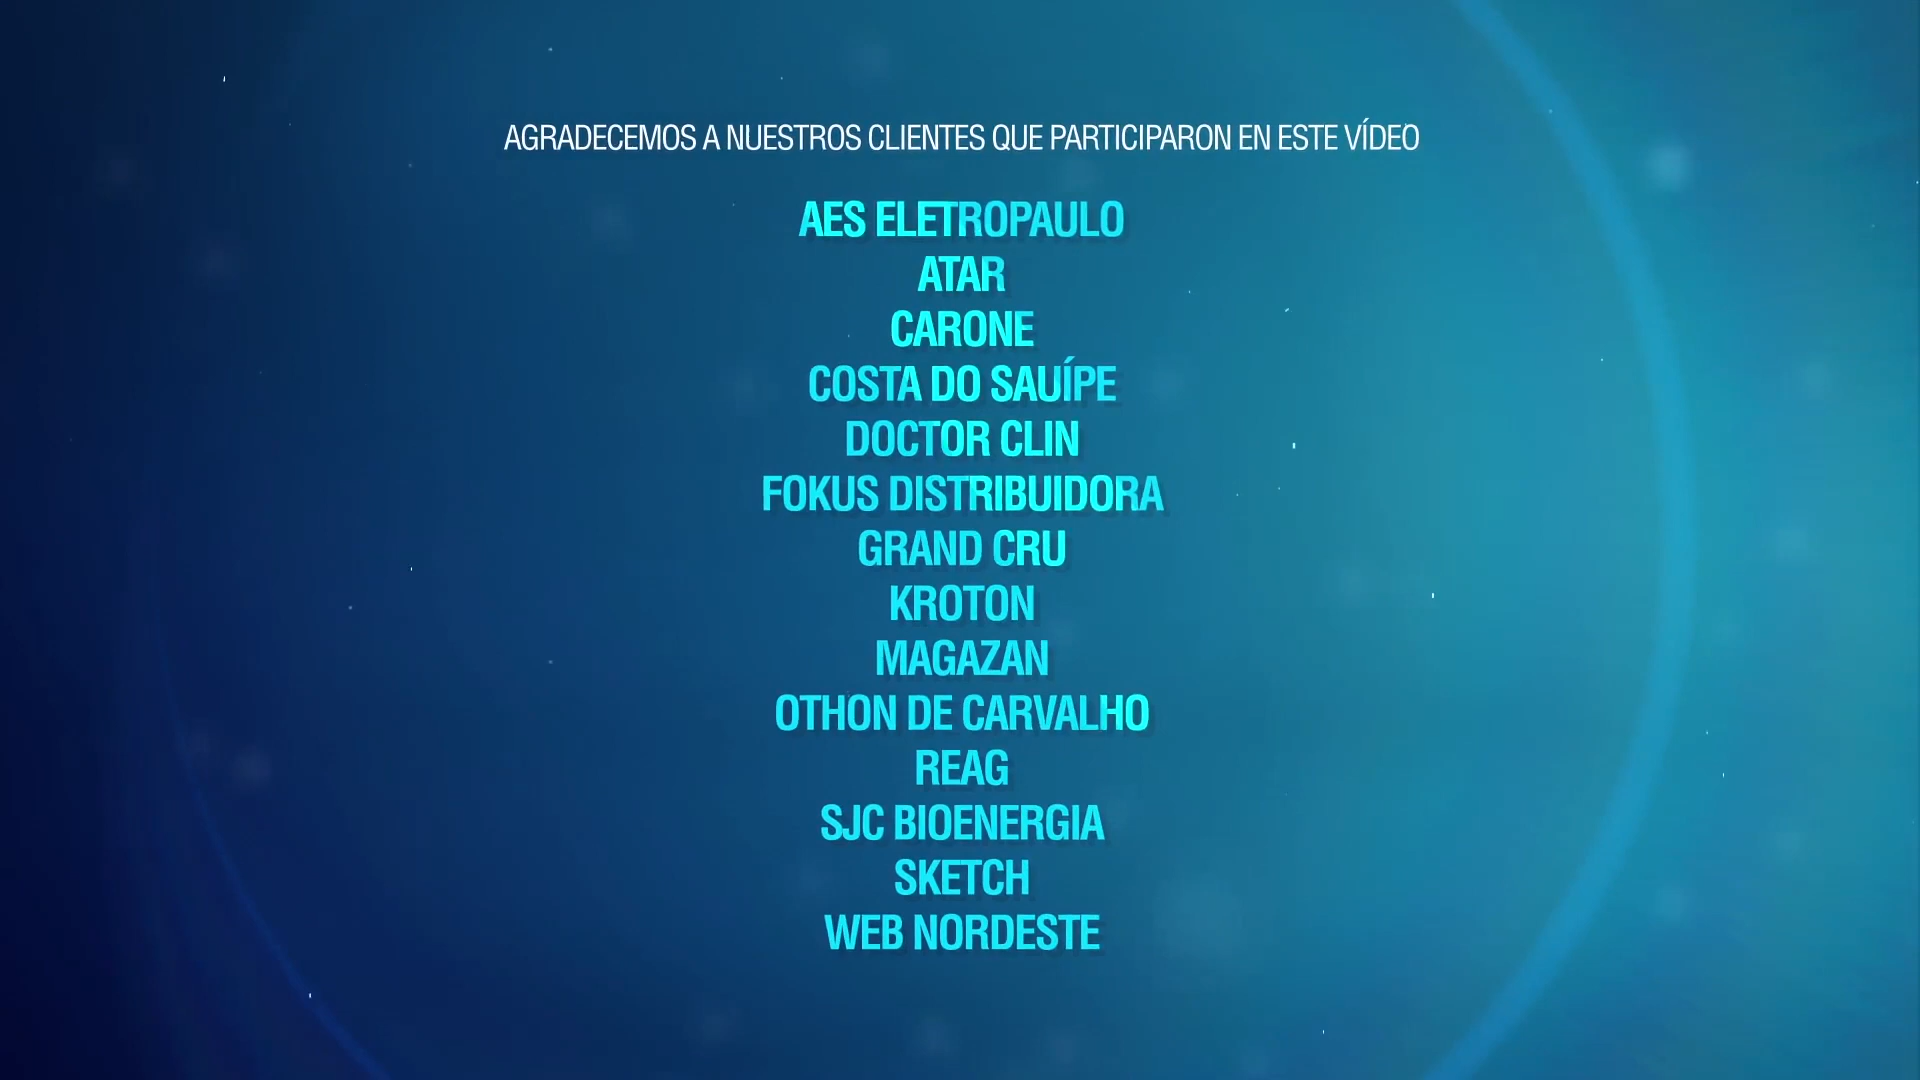 AGRADECEMOS A NUESTROS CLIENTES QUE PARTICIPARON EN ESTE VÍDEO
AES ELETROPAULO
ATAR
CARONE
COSTA DO SAUÍPE
DOCTOR CLIN
FOKUS DISTRIBUIDORA
GRAND CRU
KROTON
MAGAZAN
OTHON DE CARVALHO
REAG
SJC BIOENERGIA
SKETCH
WEB NORDESTE